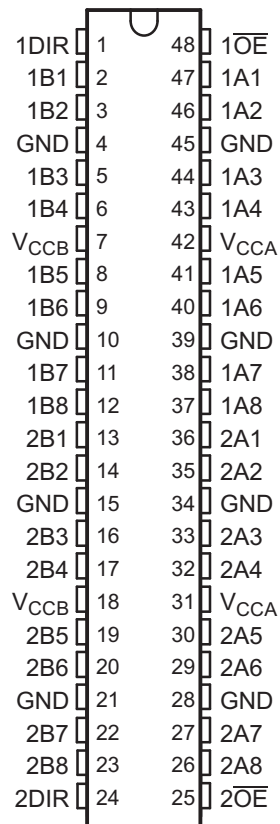 1DIR 1 48 1O̅E̅
1B1 2 47 1A1
1B2 3 46 1A2
GND 4 45 GND
1B3 5 44 1A3
1B4 6 43 1A4
VCCB 7 42 VCCA
1B5 8 41 1A5
1B6 9 40 1A6
GND 10 39 GND
1B7 11 38 1A7
1B8 12 37 1A8
2B1 13 36 2A1
2B2 14 35 2A2
GND 15 34 GND
2B3 16 33 2A3
2B4 17 32 2A4
VCCB 18 31 VCCA
2B5 19 30 2A5
2B6 20 29 2A6
GND 21 28 GND
2B7 22 27 2A7
2B8 23 26 2A8
2DIR 24 25 2O̅E̅